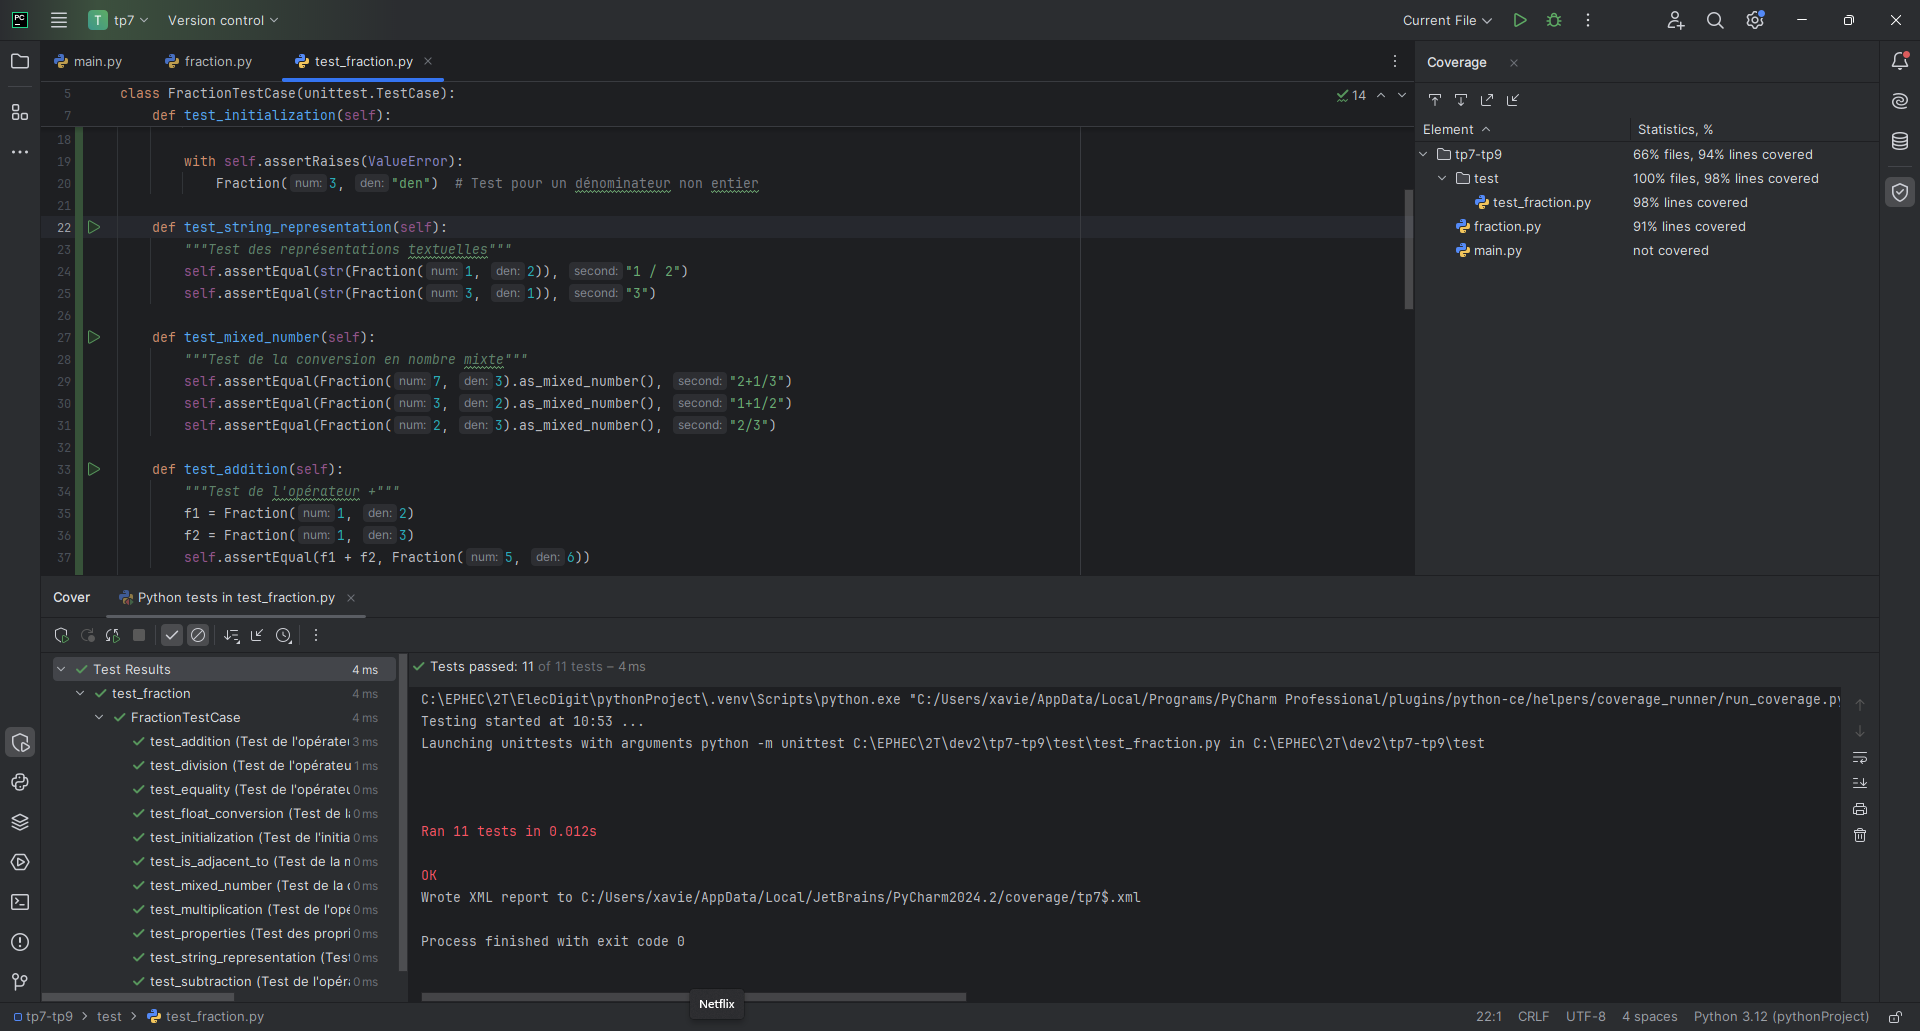 PC T tp7 Version control Current File
main.py fraction.py test_fraction.py
5 class FractionTestCase(unittest.TestCase): 14
7 def test_initialization(self):
18
19 with self.assertRaises(ValueError):
20 Fraction( num: 3, den: "den") # Test pour un dénominateur non entier
21
22 def test_string_representation(self):
23 """Test des représentations textuelles"""
24 self.assertEqual(str(Fraction( num: 1, den: 2)), second: "1 / 2")
25 self.assertEqual(str(Fraction( num: 3, den: 1)), second: "3")
26
27 def test_mixed_number(self):
28 """Test de la conversion en nombre mixte"""
29 self.assertEqual(Fraction( num: 7, den: 3).as_mixed_number(), second: "2+1/3")
30 self.assertEqual(Fraction( num: 3, den: 2).as_mixed_number(), second: "1+1/2")
31 self.assertEqual(Fraction( num: 2, den: 3).as_mixed_number(), second: "2/3")
32
33 def test_addition(self):
34 """Test de l'opérateur +"""
35 f1 = Fraction( num: 1, den: 2)
36 f2 = Fraction( num: 1, den: 3)
37 self.assertEqual(f1 + f2, Fraction( num: 5, den: 6))
Coverage
Element Statistics, %
tp7-tp9 66% files, 94% lines covered
test 100% files, 98% lines covered
test_fraction.py 98% lines covered
fraction.py 91% lines covered
main.py not covered
Cover Python tests in test_fraction.py
Test Results 4 ms
test_fraction 4 ms
FractionTestCase 4 ms
test_addition (Test de l'opérateu 3 ms
test_division (Test de l'opérateu 1 ms
test_equality (Test de l'opérateu 0 ms
test_float_conversion (Test de la 0 ms
test_initialization (Test de l'initia 0 ms
test_is_adjacent_to (Test de la m 0 ms
test_mixed_number (Test de la c 0 ms
test_multiplication (Test de l'opé 0 ms
test_properties (Test des propri 0 ms
test_string_representation (Test 0 ms
test_subtraction (Test de l'opéra 0 ms
Tests passed: 11 of 11 tests – 4 ms
C:\EPHEC\2T\ElecDigit\pythonProject\.venv\Scripts\python.exe "C:/Users/xavie/AppData/Local/Programs/PyCharm Professional/plugins/python-ce/helpers/coverage_runner/run_coverage.py
Testing started at 10:53 ...
Launching unittests with arguments python -m unittest C:\EPHEC\2T\dev2\tp7-tp9\test\test_fraction.py in C:\EPHEC\2T\dev2\tp7-tp9\test
Ran 11 tests in 0.012s
OK
Wrote XML report to C:/Users/xavie/AppData/Local/JetBrains/PyCharm2024.2/coverage/tp7$.xml
Process finished with exit code 0
Netflix
tp7-tp9 > test > test_fraction.py 22:1 CRLF UTF-8 4 spaces Python 3.12 (pythonProject)